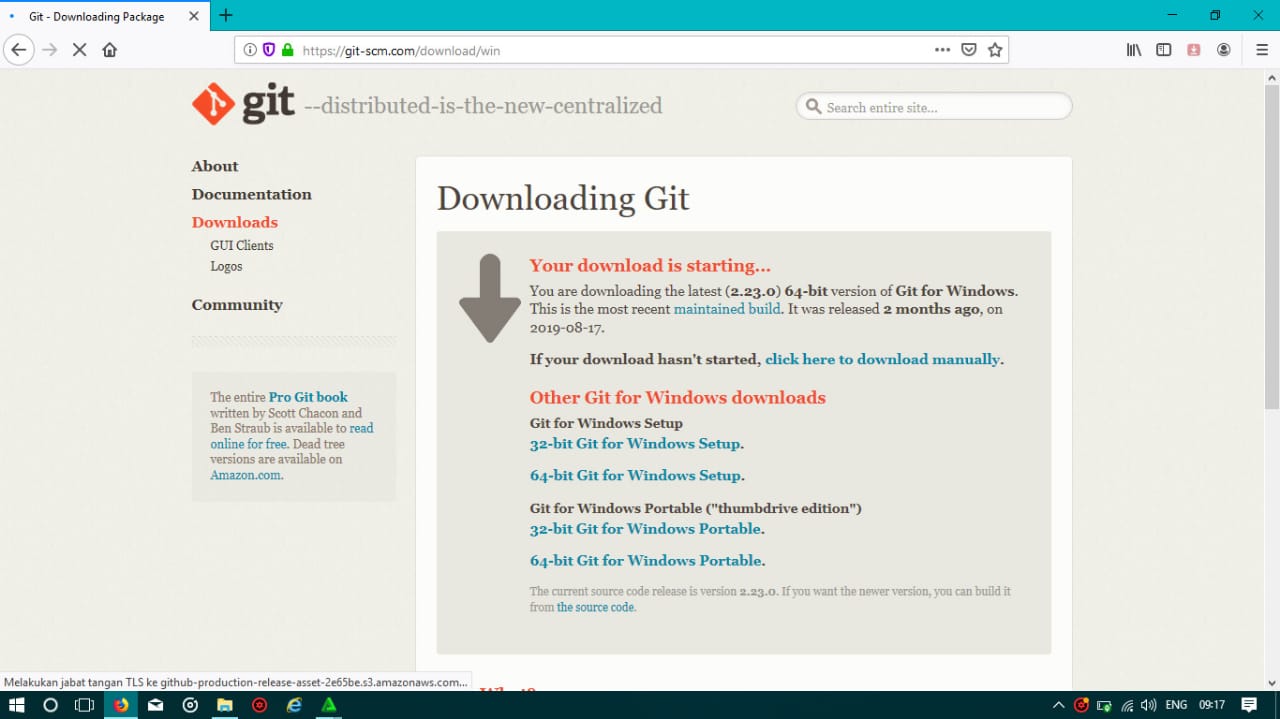 Git - Downloading Package
https://git-scm.com/download/win
git --distributed-is-the-new-centralized
Search entire site...
About
Documentation
Downloads
GUI Clients
Logos
Community
The entire Pro Git book
written by Scott Chacon and
Ben Straub is available to read
online for free. Dead tree
versions are available on
Amazon.com.
Downloading Git
Your download is starting...
You are downloading the latest (2.23.0) 64-bit version of Git for Windows.
This is the most recent maintained build. It was released 2 months ago, on
2019-08-17.
If your download hasn't started, click here to download manually.
Other Git for Windows downloads
Git for Windows Setup
32-bit Git for Windows Setup.
64-bit Git for Windows Setup.
Git for Windows Portable ("thumbdrive edition")
32-bit Git for Windows Portable.
64-bit Git for Windows Portable.
The current source code release is version 2.23.0. If you want the newer version, you can build it
from the source code.
Melakukan jabat tangan TLS ke github-production-release-asset-2e65be.s3.amazonaws.com...
ENG
09:17